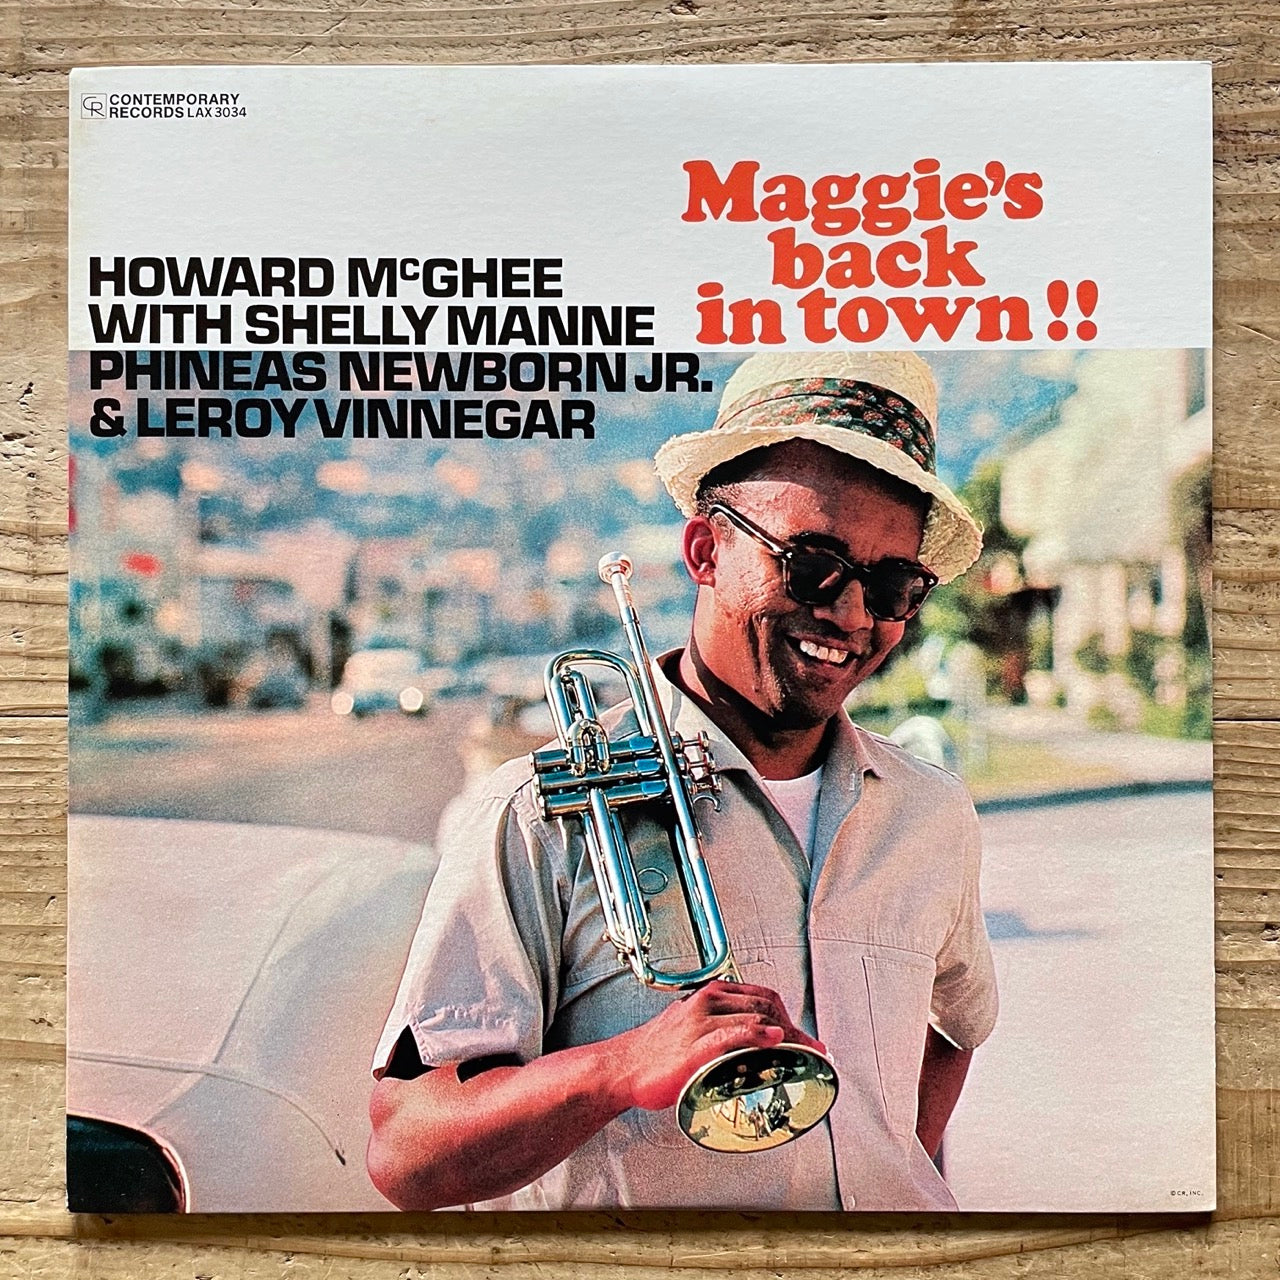 CR
CONTEMPORARY
RECORDS LAX 3034
Maggie's
back
in town!!
HOWARD McGHEE
WITH SHELLY MANNE
PHINEAS NEWBORN JR.
& LEROY VINNEGAR
© C.R., INC.